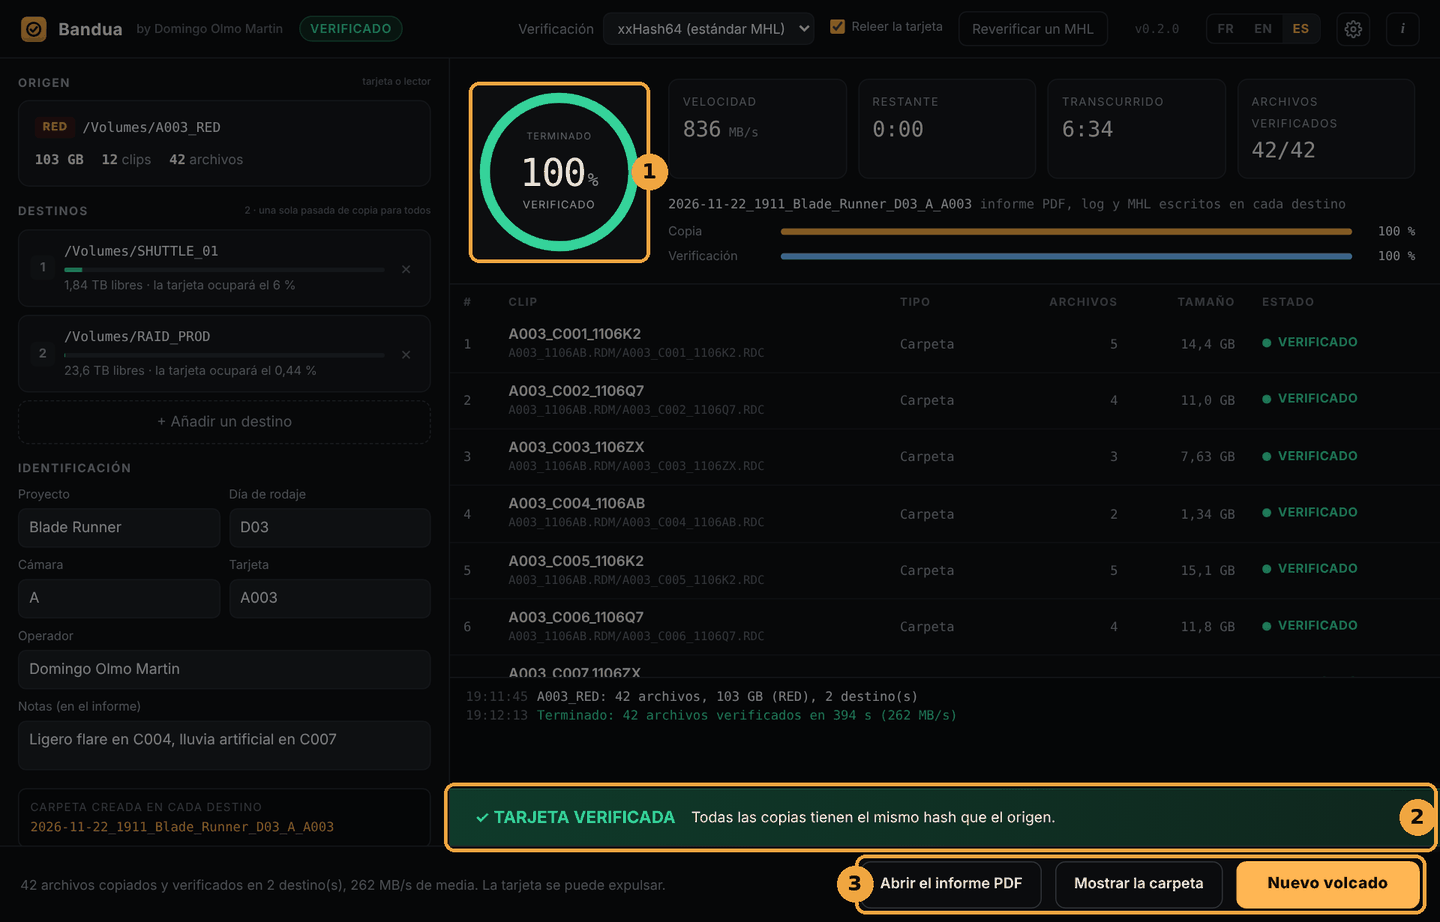 Bandua by Domingo Olmo Martin VERIFICADO Verificación xxHash64 (estándar MHL) Releer la tarjeta Reverificar un MHL v0.2.0 FR EN ES i
ORIGEN tarjeta o lector
RED /Volumes/A003_RED
103 GB 12 clips 42 archivos
DESTINOS 2 · una sola pasada de copia para todos
1 /Volumes/SHUTTLE_01 ×
1,84 TB libres · la tarjeta ocupará el 6 %
2 /Volumes/RAID_PROD ×
23,6 TB libres · la tarjeta ocupará el 0,44 %
+ Añadir un destino
IDENTIFICACIÓN
Proyecto Día de rodaje
Blade Runner D03
Cámara Tarjeta
A A003
Operador
Domingo Olmo Martin
Notas (en el informe)
Ligero flare en C004, lluvia artificial en C007
CARPETA CREADA EN CADA DESTINO
2026-11-22_1911_Blade_Runner_D03_A_A003
TERMINADO
100%
VERIFICADO
1
VELOCIDAD
836 MB/s
RESTANTE
0:00
TRANSCURRIDO
6:34
ARCHIVOS
VERIFICADOS
42/42
2026-11-22_1911_Blade_Runner_D03_A_A003 informe PDF, log y MHL escritos en cada destino
Copia 100 %
Verificación 100 %
# CLIP TIPO ARCHIVOS TAMAÑO ESTADO
1 A003_C001_1106K2 Carpeta 5 14,4 GB VERIFICADO
A003_1106AB.RDM/A003_C001_1106K2.RDC
2 A003_C002_1106Q7 Carpeta 4 11,0 GB VERIFICADO
A003_1106AB.RDM/A003_C002_1106Q7.RDC
3 A003_C003_1106ZX Carpeta 3 7,63 GB VERIFICADO
A003_1106AB.RDM/A003_C003_1106ZX.RDC
4 A003_C004_1106AB Carpeta 2 1,34 GB VERIFICADO
A003_1106AB.RDM/A003_C004_1106AB.RDC
5 A003_C005_1106K2 Carpeta 5 15,1 GB VERIFICADO
A003_1106AB.RDM/A003_C005_1106K2.RDC
6 A003_C006_1106Q7 Carpeta 4 11,8 GB VERIFICADO
A003_1106AB.RDM/A003_C006_1106Q7.RDC
A003_C007_1106ZX
19:11:45 A003_RED: 42 archivos, 103 GB (RED), 2 destino(s)
19:12:13 Terminado: 42 archivos verificados en 394 s (262 MB/s)
✓ TARJETA VERIFICADA Todas las copias tienen el mismo hash que el origen. 2
42 archivos copiados y verificados en 2 destino(s), 262 MB/s de media. La tarjeta se puede expulsar.
3 Abrir el informe PDF Mostrar la carpeta Nuevo volcado